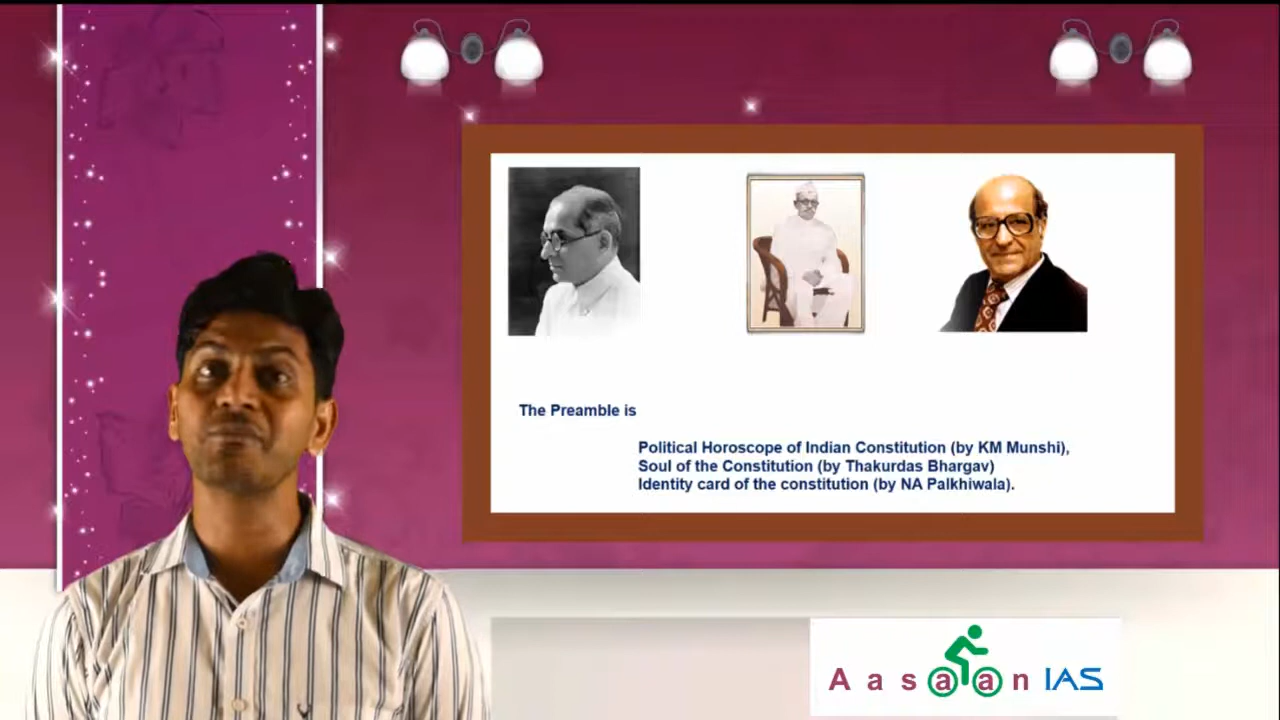 The Preamble is
Political Horoscope of Indian Constitution (by KM Munshi),
Soul of the Constitution (by Thakurdas Bhargav)
Identity card of the constitution (by NA Palkhiwala).
Aasaan IAS